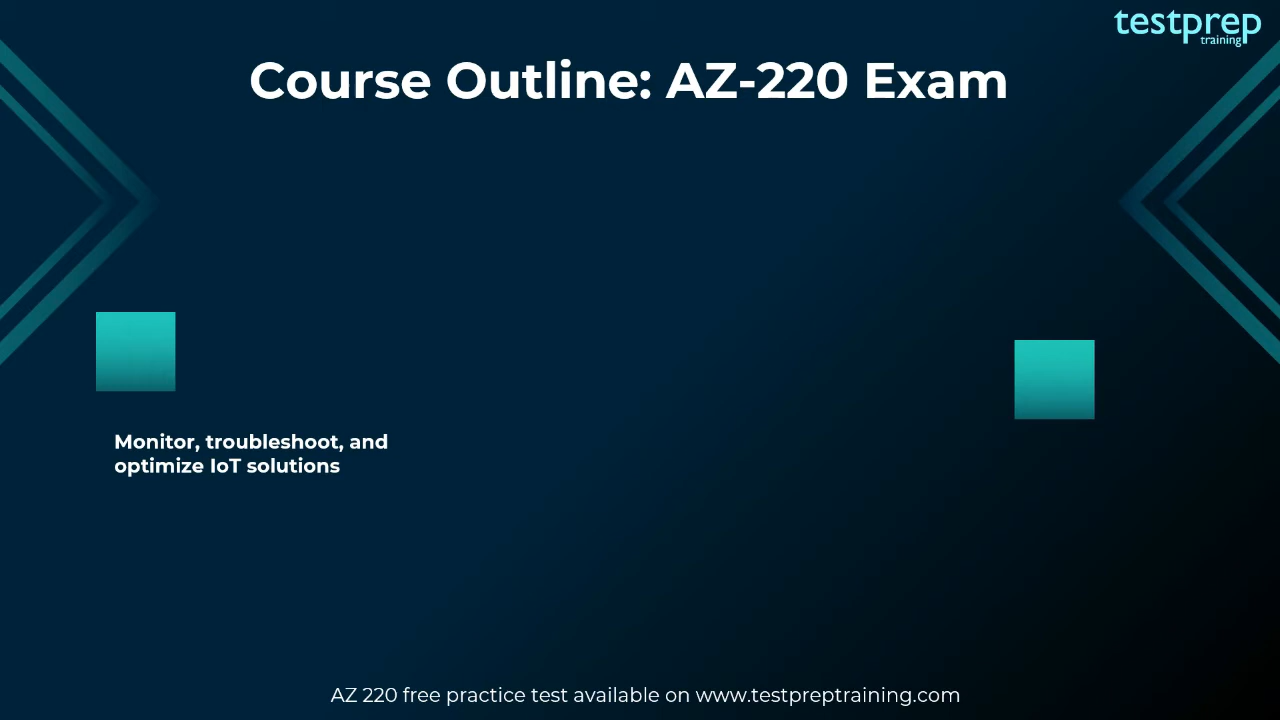 testprep
training
Course Outline: AZ-220 Exam
Monitor, troubleshoot, and
optimize IoT solutions
AZ 220 free practice test available on www.testpreptraining.com